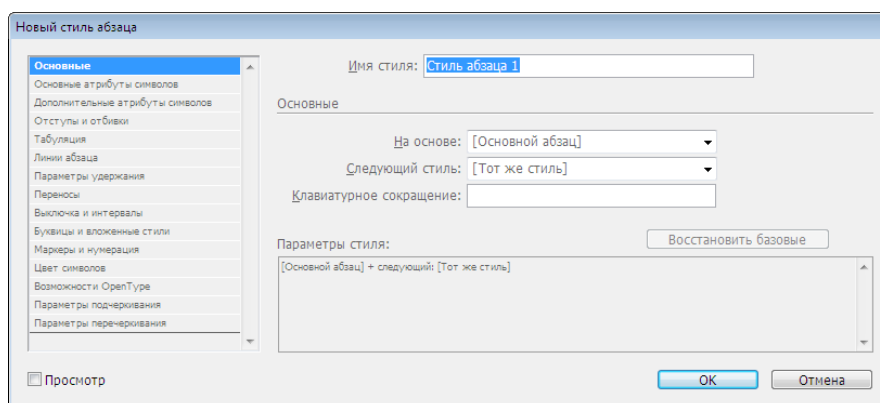 Новый стиль абзаца
Основные
Основные атрибуты символов
Дополнительные атрибуты символов
Отступы и отбивки
Табуляция
Линии абзаца
Параметры удержания
Переносы
Выключка и интервалы
Буквицы и вложенные стили
Маркеры и нумерация
Цвет символов
Возможности OpenType
Параметры подчеркивания
Параметры перечеркивания
Имя стиля: Стиль абзаца 1
Основные
На основе: [Основной абзац]
Следующий стиль: [Тот же стиль]
Клавиатурное сокращение:
Параметры стиля:
Восстановить базовые
[Основной абзац] + следующий: [Тот же стиль]
Просмотр
OK
Отмена